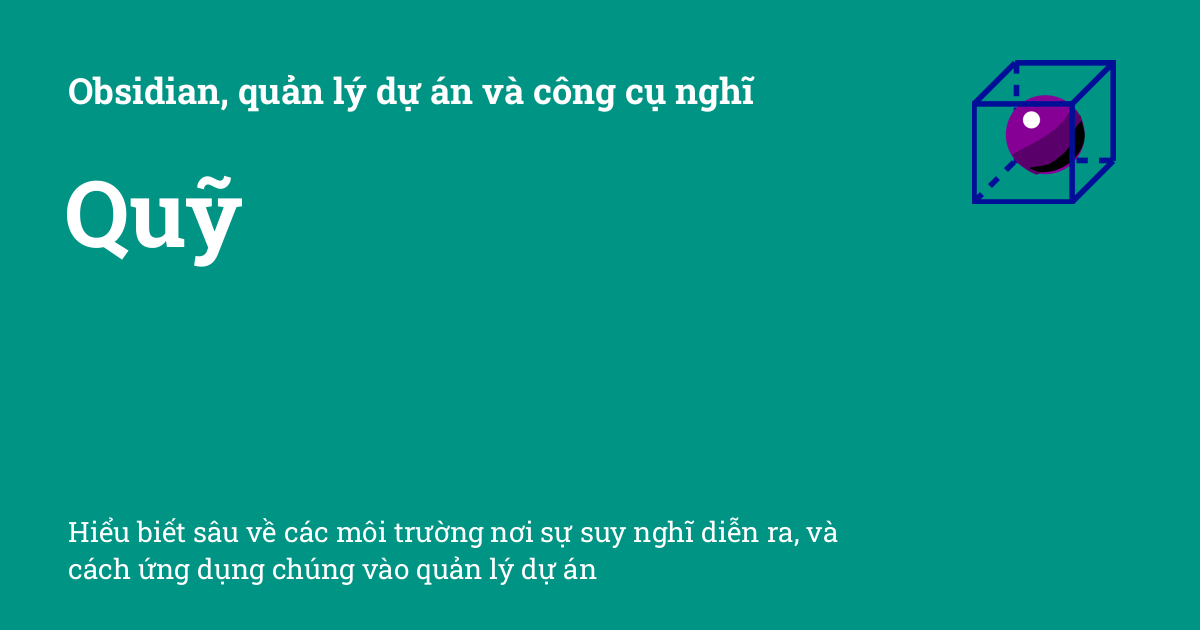 Obsidian, quản lý dự án và công cụ nghĩ
Quỹ
Hiểu biết sâu về các môi trường nơi sự suy nghĩ diễn ra, và
cách ứng dụng chúng vào quản lý dự án